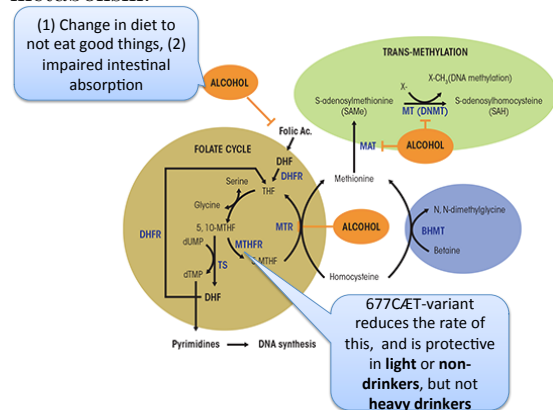 (1) Change in diet to
not eat good things, (2)
impaired intestinal
absorption
ALCOHOL
TRANS-METHYLATION
X-CH3(DNA methylation)
X-
S-adenosylmethionine
(SAMe)
MT (DNMT)
S-adenosylhomocysteine
(SAH)
MAT
ALCOHOL
Folic Ac.
FOLATE CYCLE
DHF
DHFR
Methionine
Serine
THF
Glycine
5, 10-MTHF
DHFR
dUMP
MTHFR
MTHF
TS
dTMP
DHF
MTR
ALCOHOL
N, N-dimethylglycine
BHMT
Betaine
Homocysteine
Pyrimidines
DNA synthesis
677CÆT-variant
reduces the rate of
this, and is protective
in light or non-
drinkers, but not
heavy drinkers